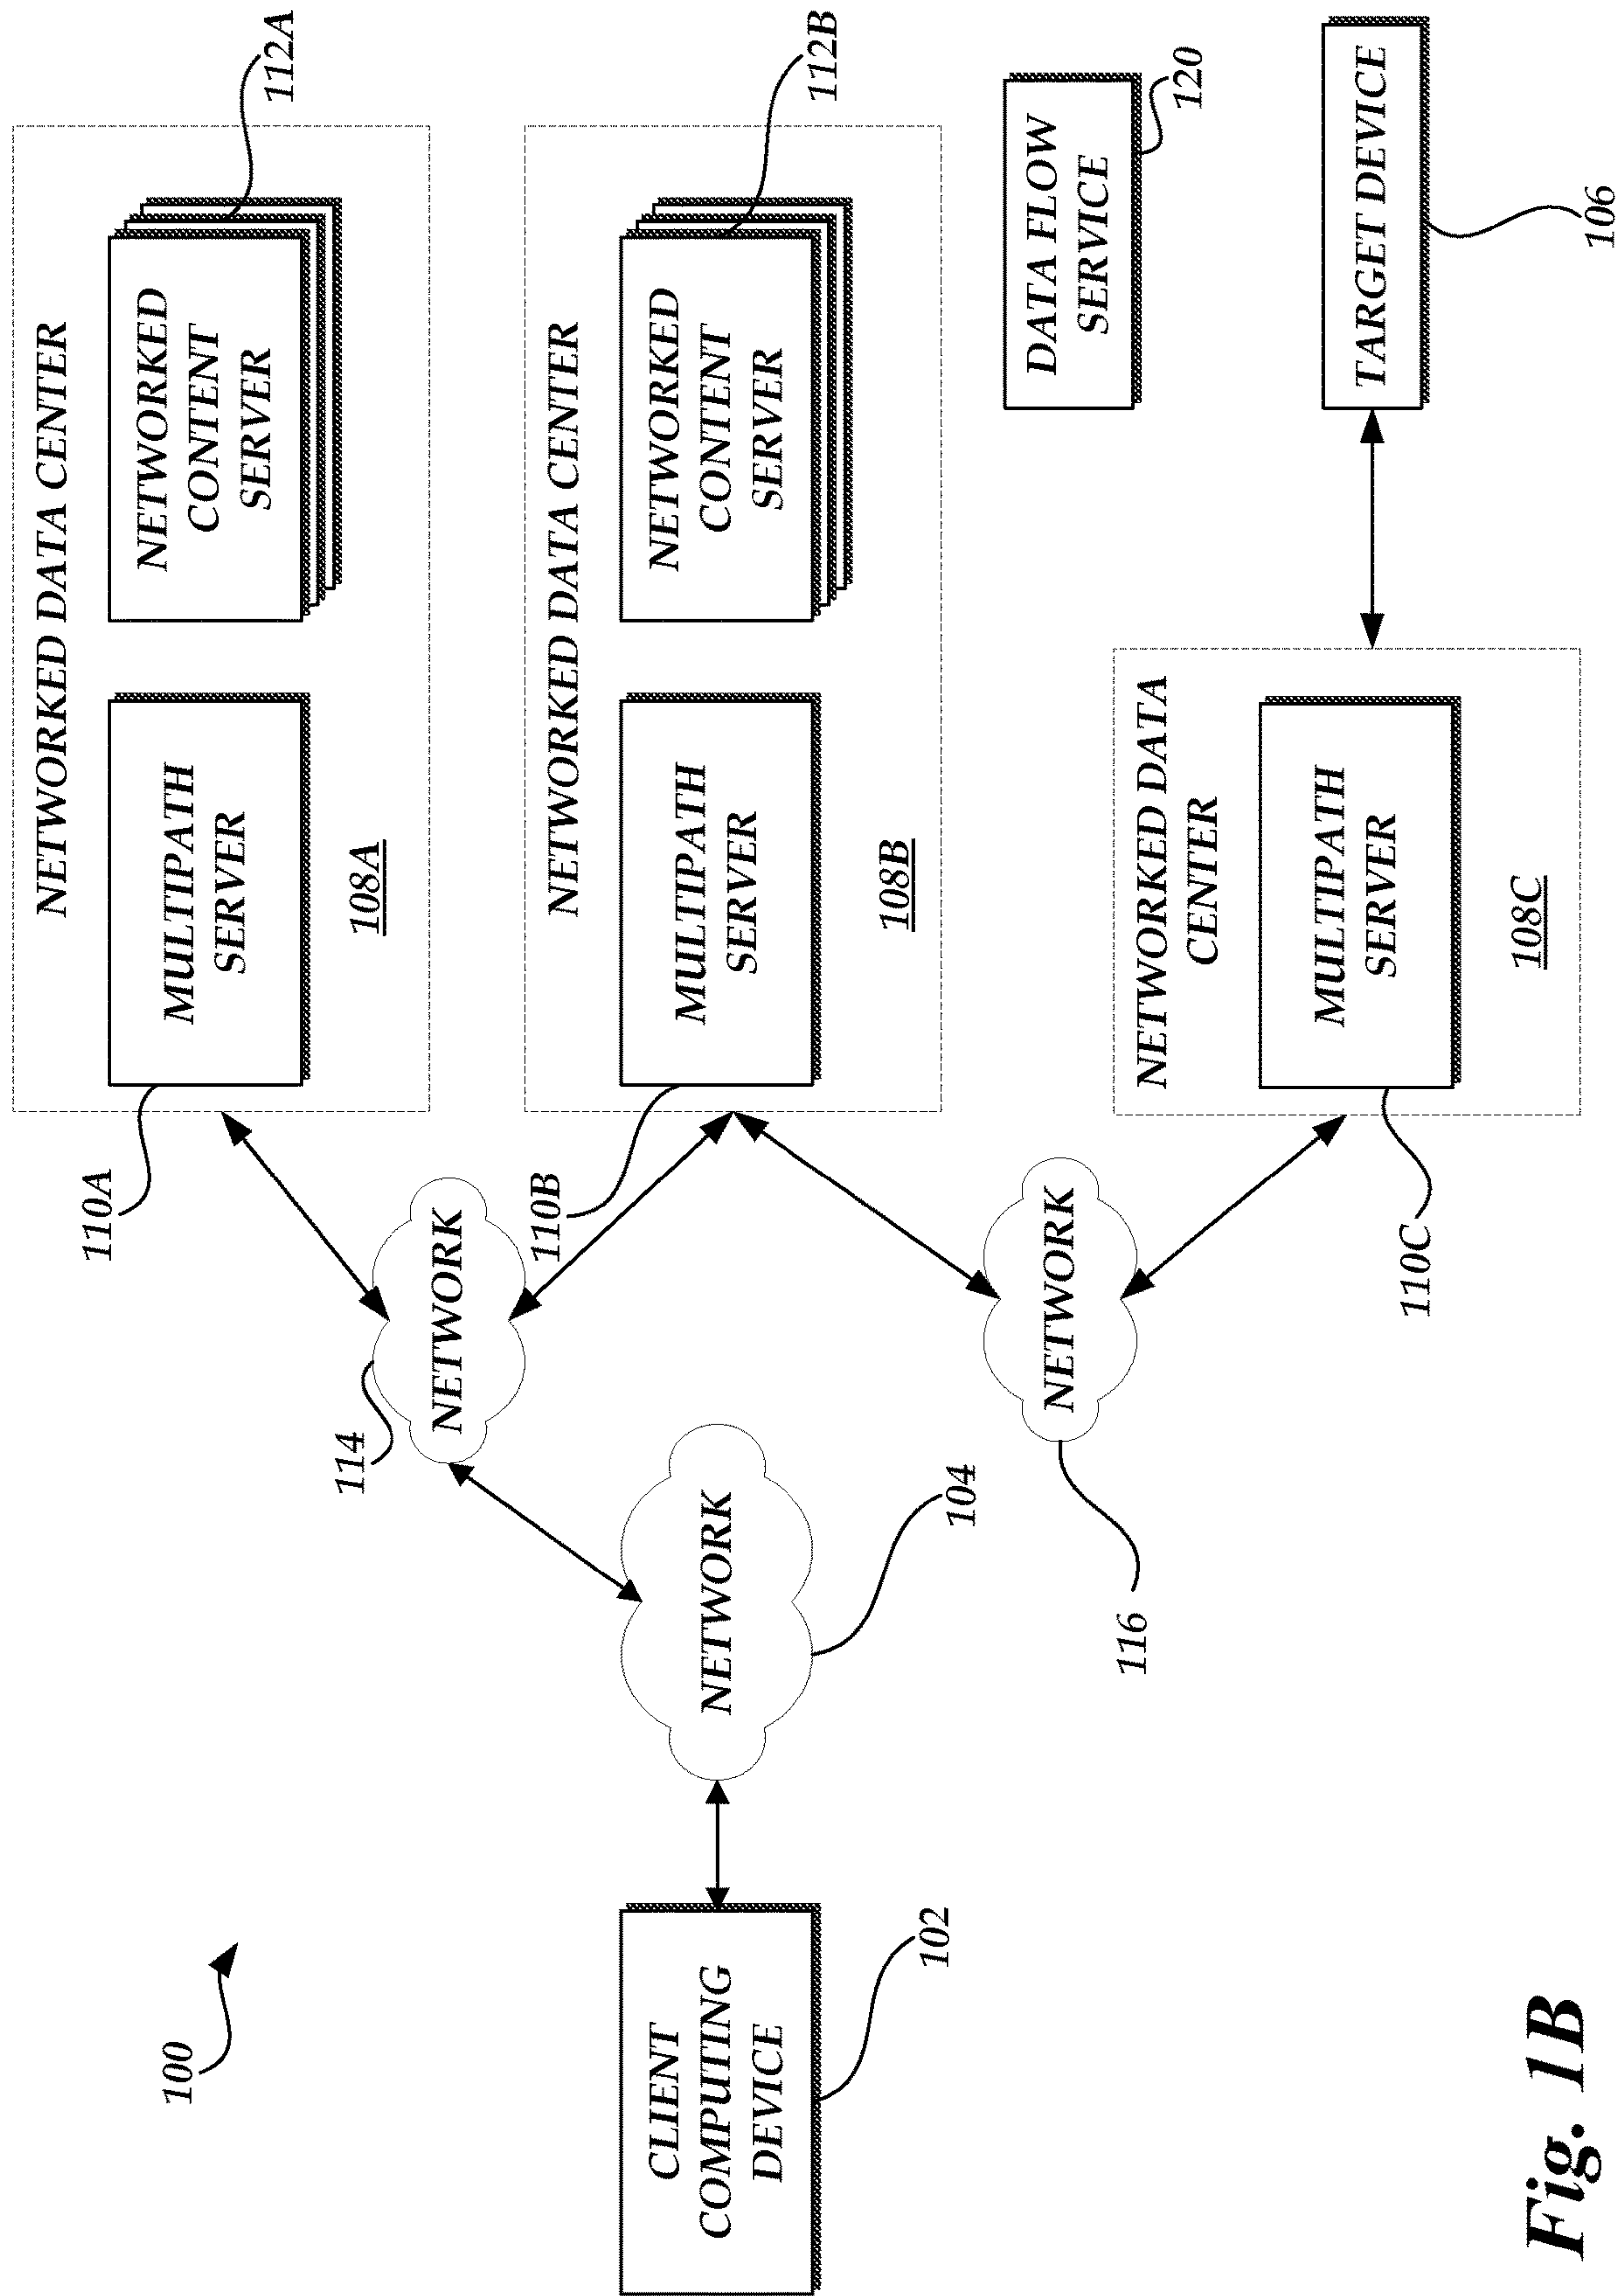 100
NETWORKED DATA CENTER
MULTIPATH
SERVER
NETWORKED
CONTENT
SERVER
108A
110A
112A
114
NETWORK
NETWORKED DATA CENTER
MULTIPATH
SERVER
NETWORKED
CONTENT
SERVER
108B
110B
112B
CLIENT
COMPUTING
DEVICE
102
NETWORK
104
NETWORK
116
DATA FLOW
SERVICE
120
NETWORKED DATA
CENTER
MULTIPATH
SERVER
108C
110C
TARGET DEVICE
106
Fig. 1B